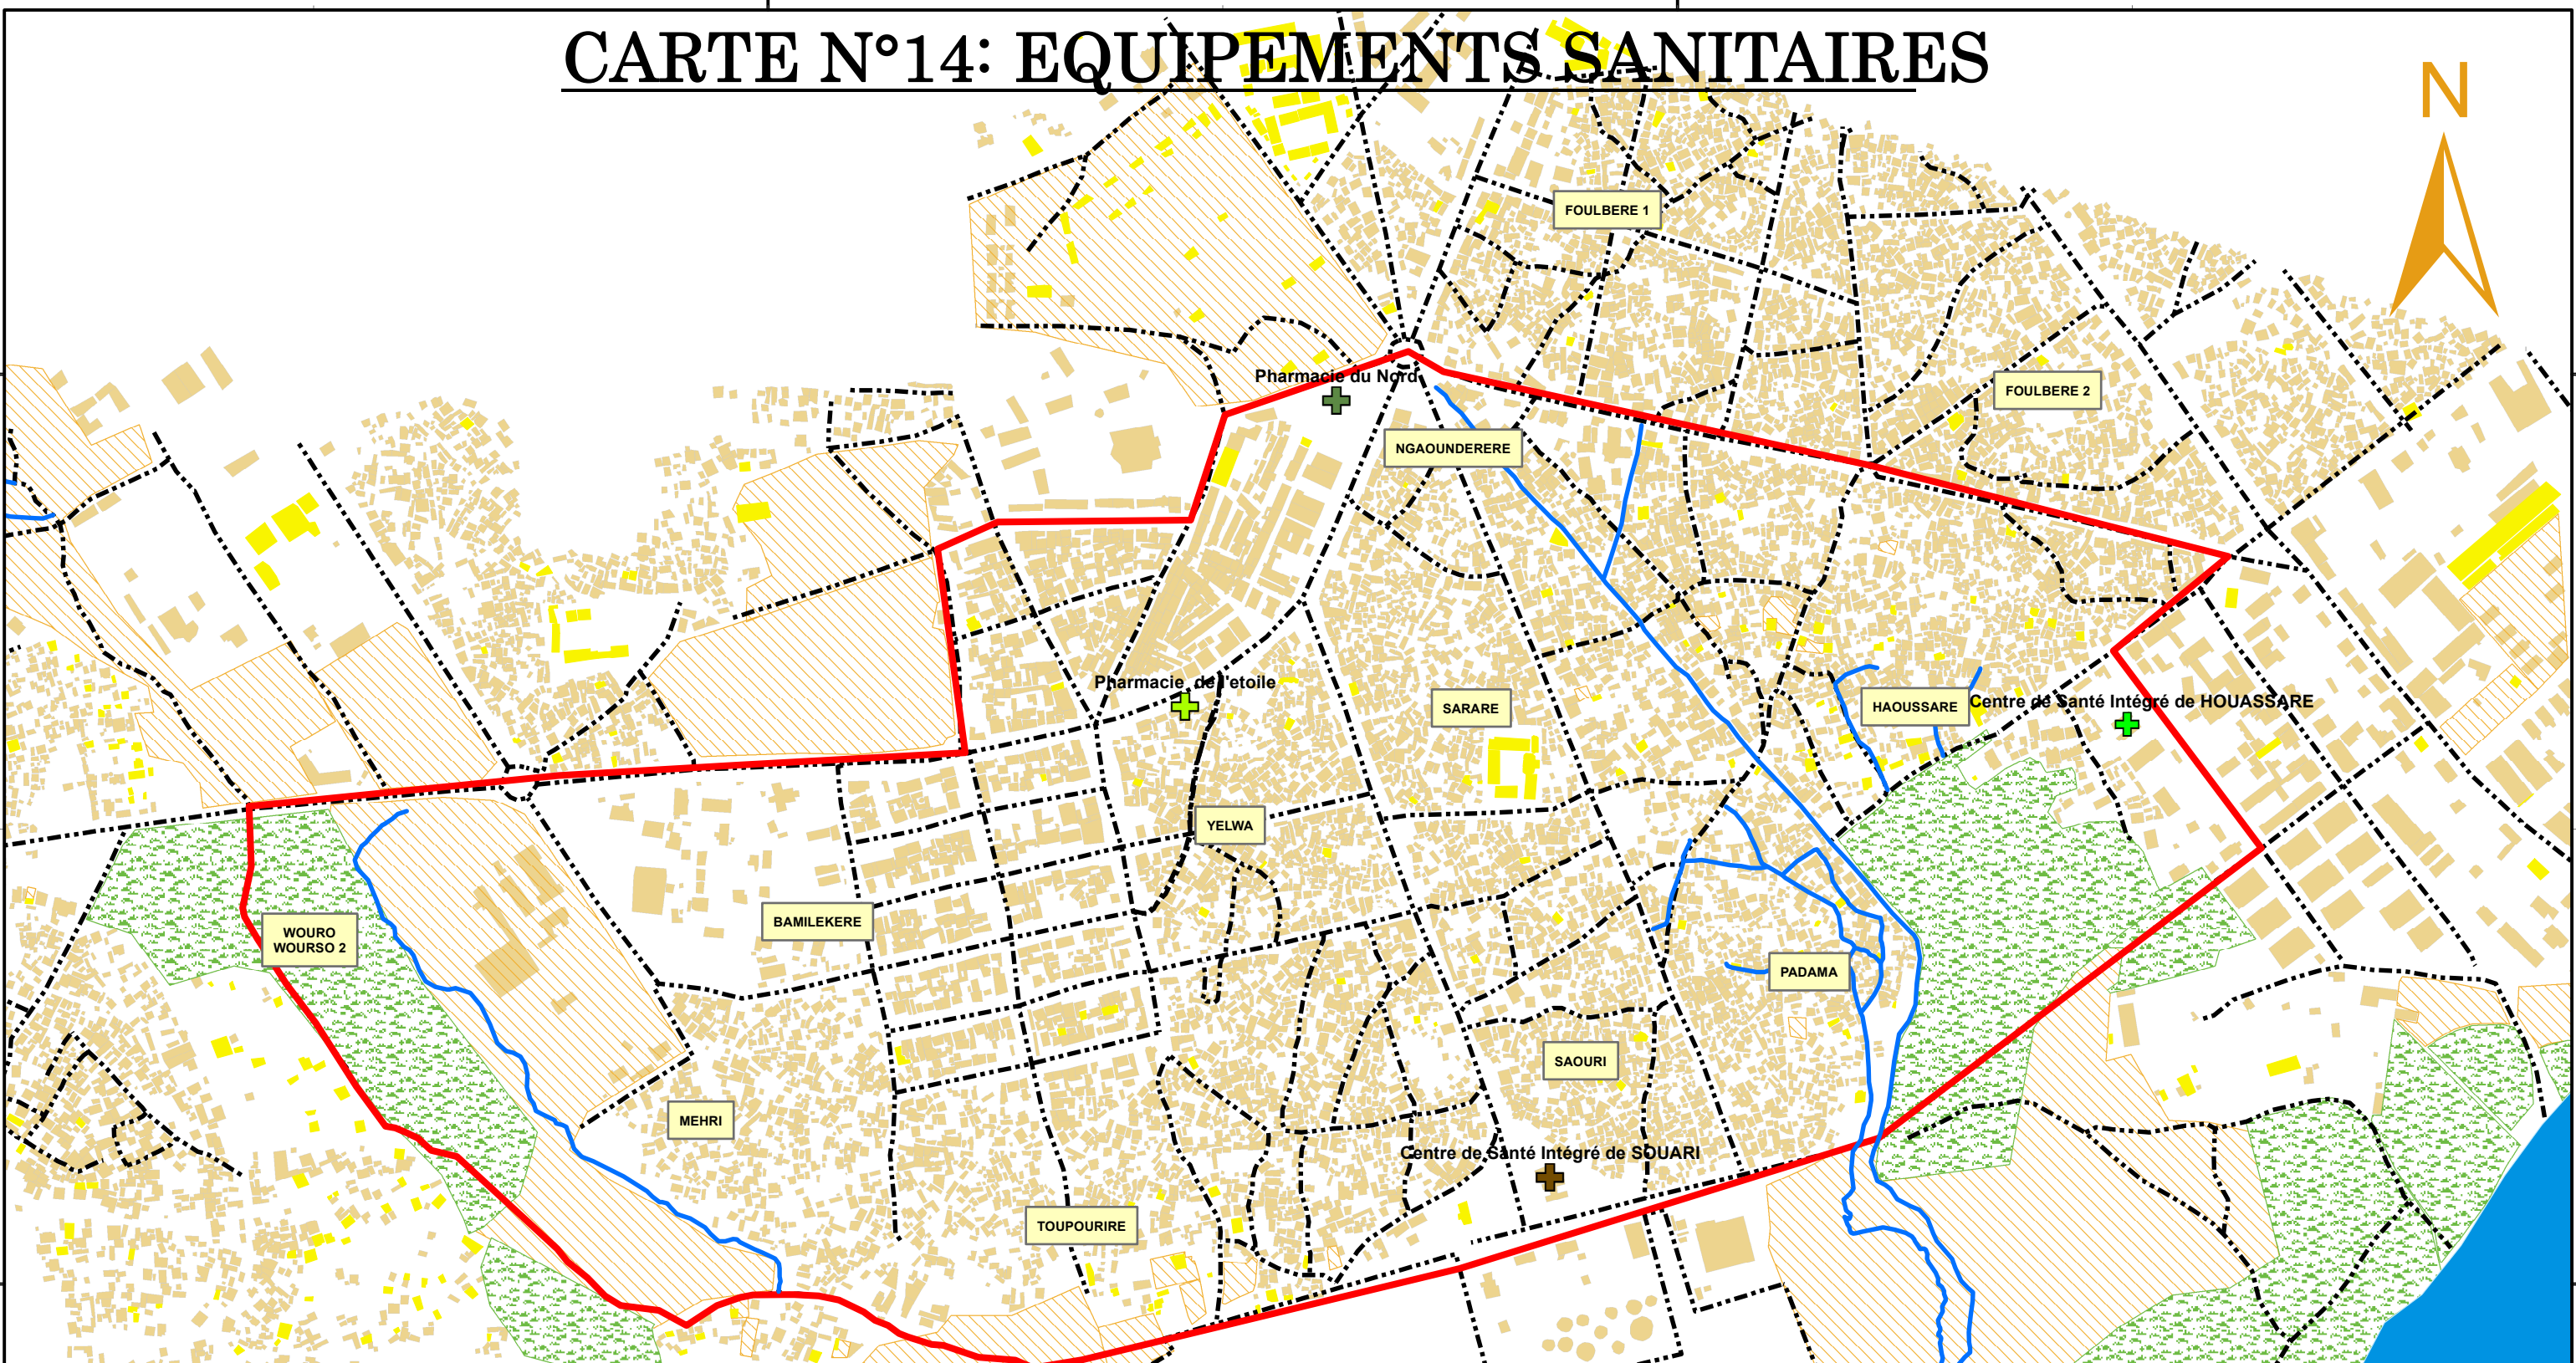 CARTE N°14: EQUIPEMENTS SANITAIRES
N
FOULBERE 1
Pharmacie du Nord
FOULBERE 2
NGAOUNDERERE
Pharmacie de l'etoile
SARARE
HAOUSSARE
Centre de Santé Intégré de HOUASSARE
YELWA
BAMILEKERE
WOURO
WOURSO 2
PADAMA
SAOURI
MEHRI
Centre de Santé Intégré de SOUARI
TOUPOURIRE